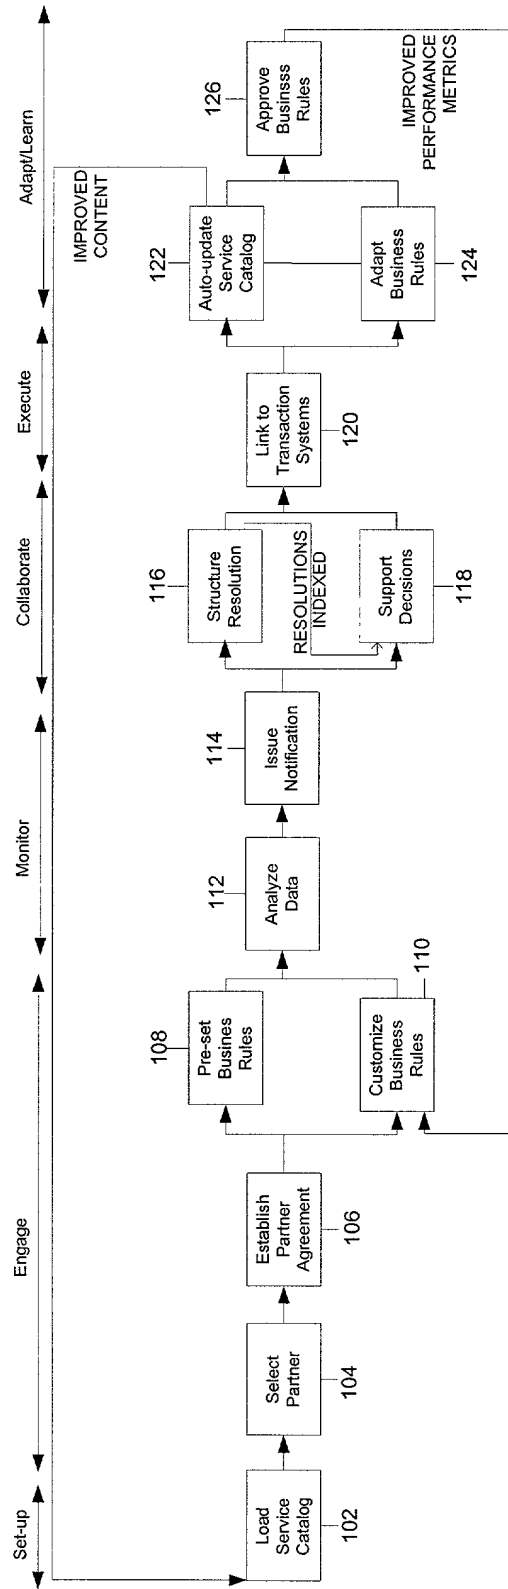 Set-up
Engage
Monitor
Collaborate
Execute
Adapt/Learn
Load
Service
Catalog
102
Select
Partner
104
Establish
Partner
Agreement
106
108
Pre-set
Busines
Rules
Customize
Business
Rules
110
112
Analyze
Data
114
Issue
Notification
116
Structure
Resolution
RESOLUTIONS
INDEXED
Support
Decisions
118
Link to
Transaction
Systems
120
IMPROVED
CONTENT
122
Auto-update
Service
Catalog
Adapt
Business
Rules
124
126
Approve
Businsss
Rules
IMPROVED
PERFORMANCE
METRICS